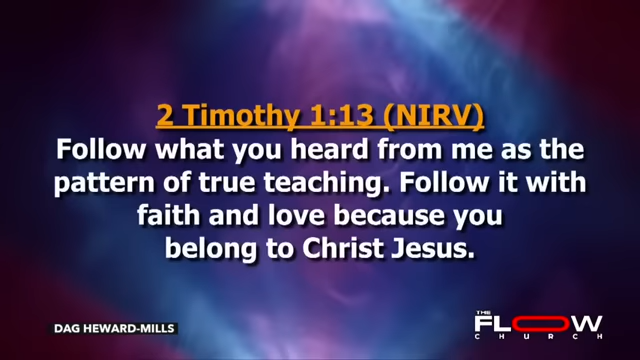 2 Timothy 1:13 (NIRV)
Follow what you heard from me as the
pattern of true teaching. Follow it with
faith and love because you
belong to Christ Jesus.
DAG HEWARD-MILLS
THE
FLOW
CHURCH